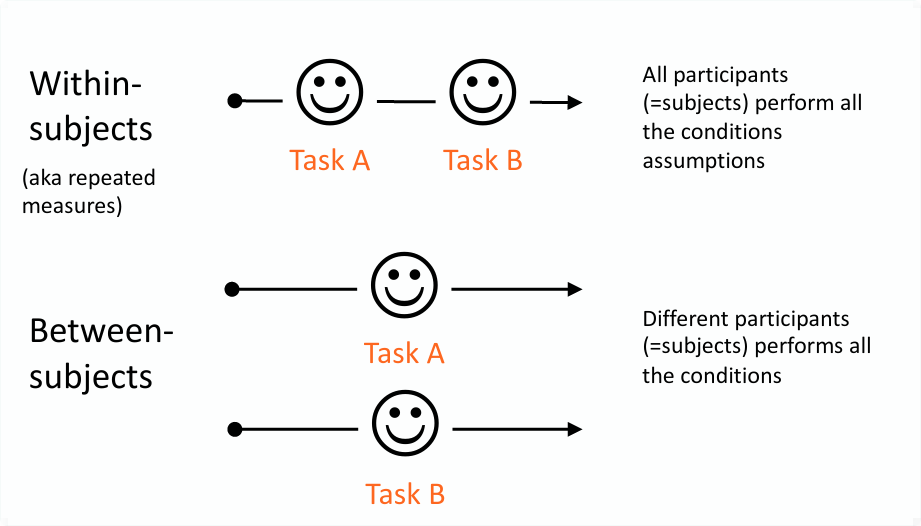 Within-
subjects
(aka repeated
measures)
Task A
Task B
All participants
(=subjects) perform all
the conditions
assumptions
Between-
subjects
Task A
Task B
Different participants
(=subjects) performs all
the conditions